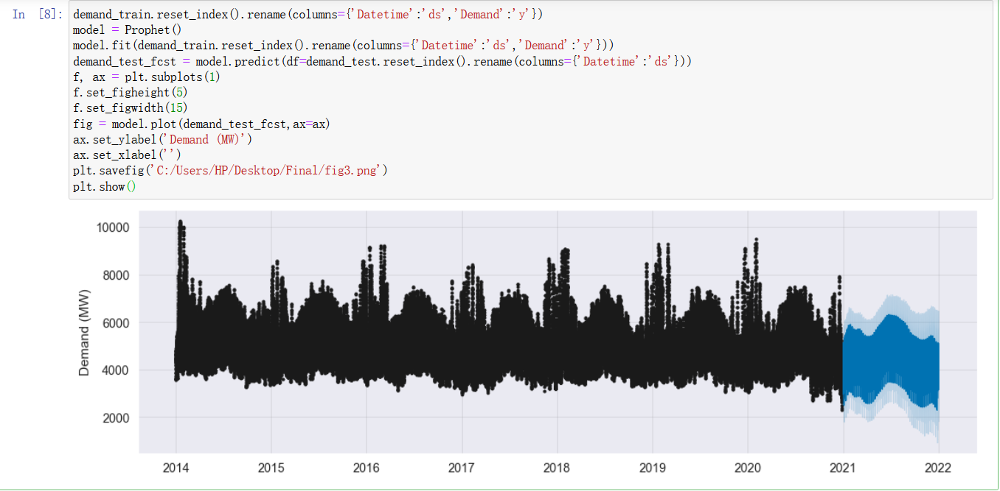 In [8]:
demand_train.reset_index().rename(columns={'Datetime':'ds','Demand':'y'})
model = Prophet()
model.fit(demand_train.reset_index().rename(columns={'Datetime':'ds','Demand':'y'}))
demand_test_fcst = model.predict(df=demand_test.reset_index().rename(columns={'Datetime':'ds'}))
f, ax = plt.subplots(1)
f.set_figheight(5)
f.set_figwidth(15)
fig = model.plot(demand_test_fcst,ax=ax)
ax.set_ylabel('Demand (MW)')
ax.set_xlabel('')
plt.savefig('C:/Users/HP/Desktop/Final/fig3.png')
plt.show()
Demand (MW)
10000
8000
6000
4000
2000
2014 2015 2016 2017 2018 2019 2020 2021 2022